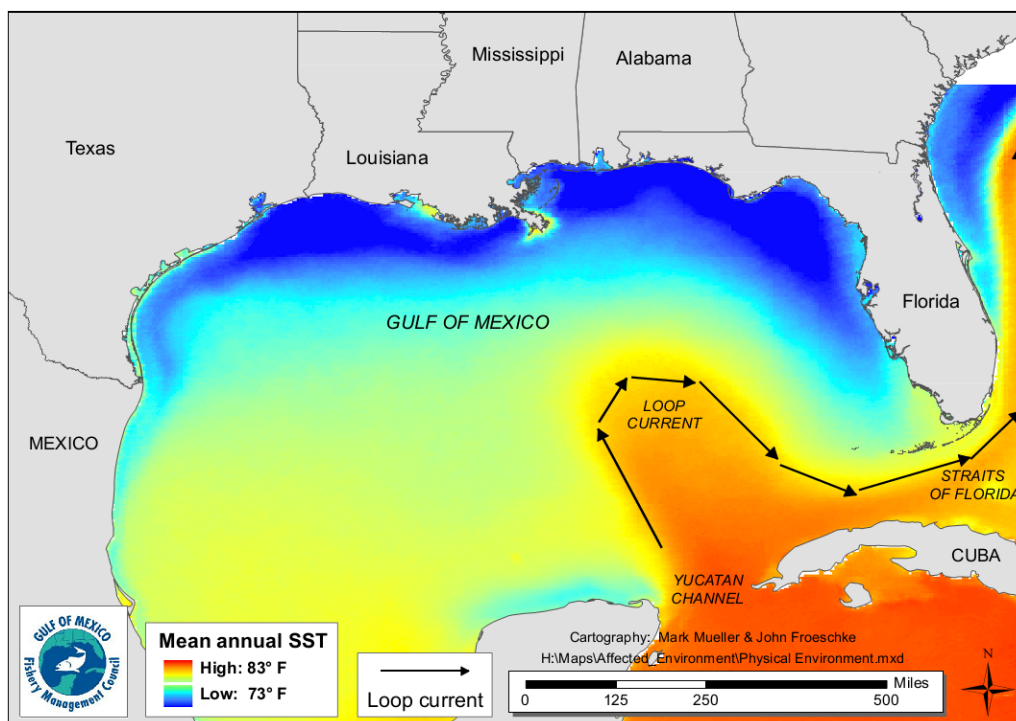 Mississippi
Alabama
Texas
Louisiana
Florida
GULF OF MEXICO
LOOP
CURRENT
MEXICO
STRAITS
OF FLORIDA
CUBA
YUCATAN
CHANNEL
GULF OF MEXICO
Fishery Management Council
Mean annual SST
High: 83° F
Low: 73° F
Loop current
Cartography: Mark Mueller & John Froeschke
H:\Maps\Affected_Environment\Physical Environment.mxd
Miles
0 125 250 500
N